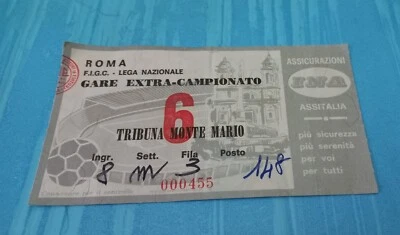 ROMA
F.I.G.C. - LEGA NAZIONALE
GARE EXTRA-CAMPIONATO
6
TRIBUNA MONTE MARIO
Ingr. Sett. Fila Posto
8 3 148
000455
ASSICURAZIONI
INA
ASSITALIA
più sicurezza
più serenità
per voi
per tutti